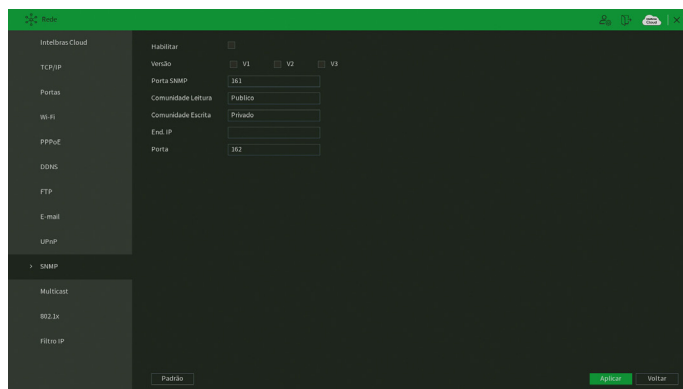 Rede
Intelbras Cloud
TCP/IP
Portas
Wi-Fi
PPPoE
DDNS
FTP
E-mail
UPnP
SNMP
Multicast
802.1x
Filtro IP
Habilitar
Versão V1 V2 V3
Porta SNMP 161
Comunidade Leitura Publico
Comunidade Escrita Privado
End. IP
Porta 162
Padrão
Aplicar Voltar